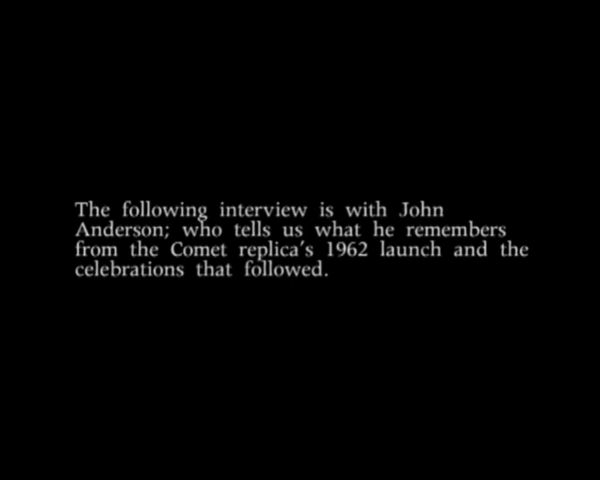 The following interview is with John
Anderson; who tells us what he remembers
from the Comet replica's 1962 launch and the
celebrations that followed.